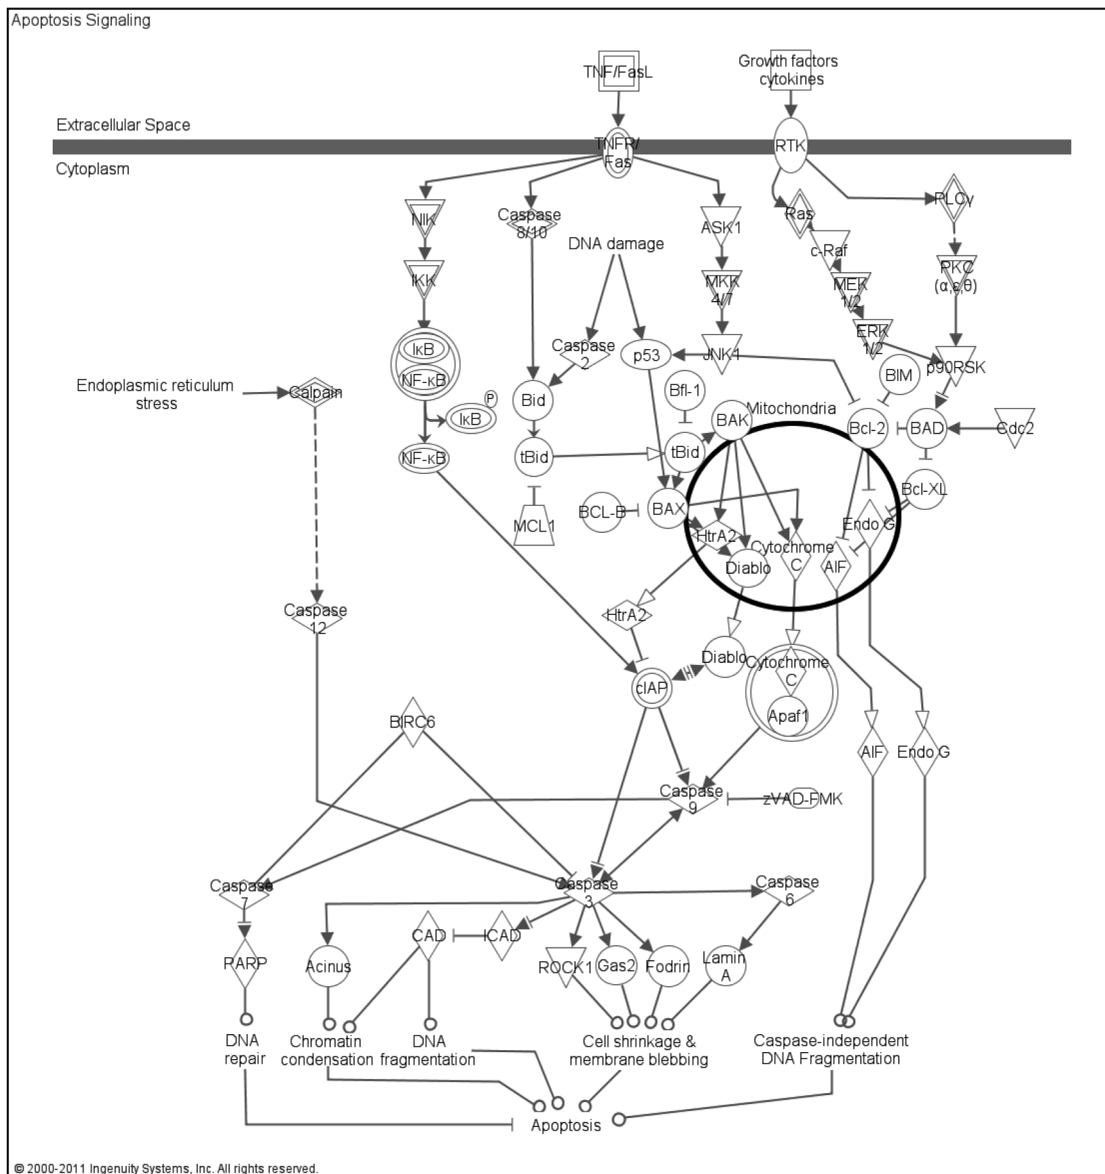 Apoptosis Signaling
TNF/FasL
Growth factors
cytokines
Extracellular Space
TNFR/
Fas
RTK
Cytoplasm
NIK
Caspase
8/10
ASK1
Ras
PLCγ
DNA damage
c-Raf
IKK
MKK
4/7
MEK
1/2
PKC
(α,ε,θ)
ERK
1/2
IκB
NF-κB
Caspase
2
p53
JNK1
p90RSK
BIM
Endoplasmic reticulum
stress
Calpain
Bfl-1
Bid
IκB
P
BAK
Mitochondria
Bcl-2
BAD
Cdc2
NF-κB
tBid
tBid
Bcl-XL
MCL1
BCL-B
BAX
HtrA2
Endo G
Cytochrome
C
AIF
Diablo
Caspase
12
HtrA2
Diablo
Cytochrome
C
cIAP
Apaf1
BIRC6
AIF
Endo G
Caspase
9
zVAD-FMK
Caspase
7
Caspase
3
Caspase
6
CAD
ICAD
PARP
Acinus
ROCK1
Gas2
Fodrin
Lamin
A
DNA
repair
Chromatin
condensation
DNA
fragmentation
Cell shrinkage &
membrane blebbing
Caspase-independent
DNA Fragmentation
Apoptosis
© 2000-2011 Ingenuity Systems, Inc. All rights reserved.